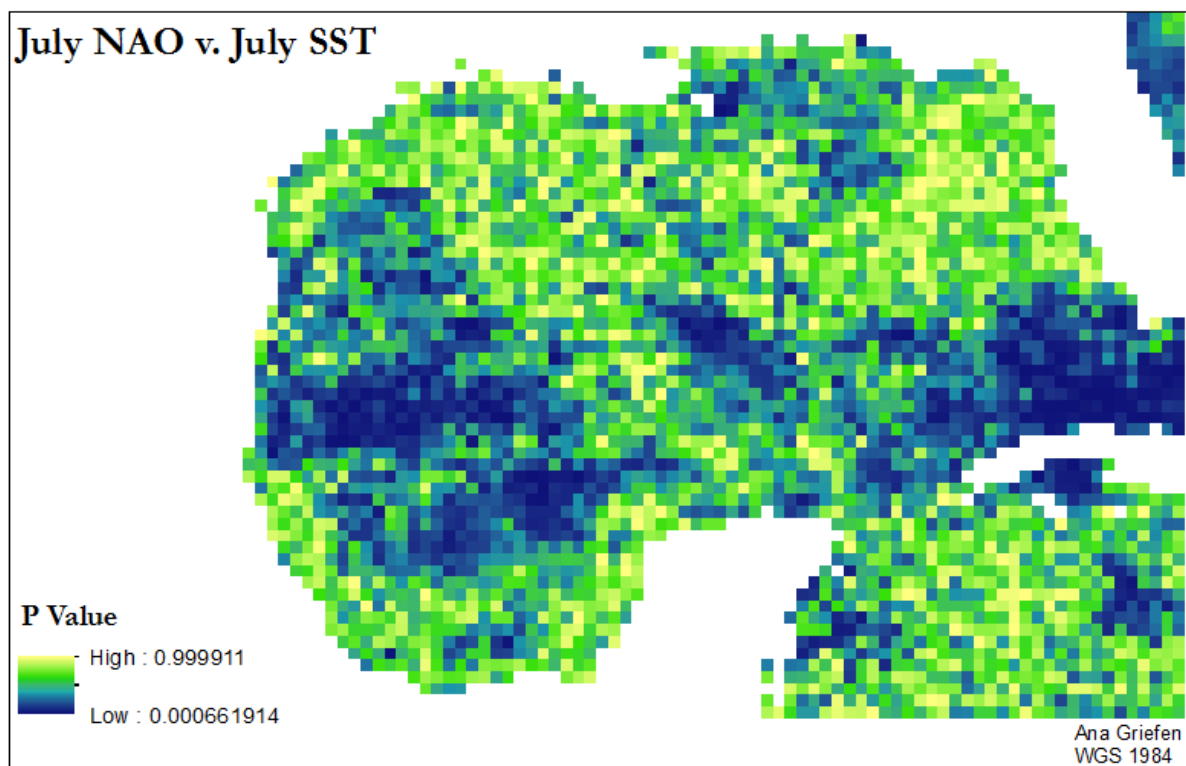 July NAO v. July SST
P Value
High : 0.999911
Low : 0.000661914
Ana Griefen
WGS 1984